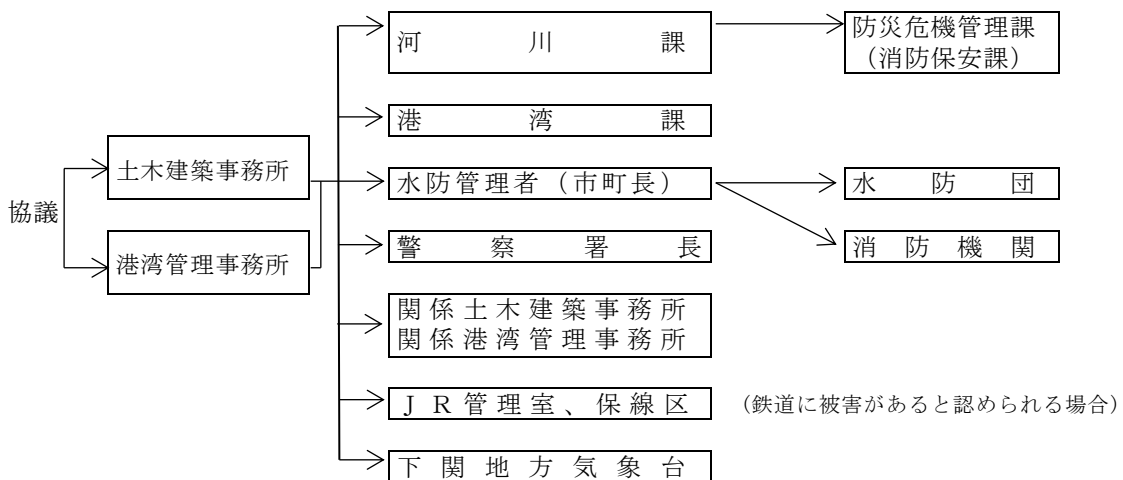 河川課
防災危機管理課
（消防保安課）
港湾課
土木建築事務所
水防管理者（市町長）
水防団
協議
港湾管理事務所
警察署長
消防機関
関係土木建築事務所
関係港湾管理事務所
ＪＲ管理室、保線区
（鉄道に被害があると認められる場合）
下関地方気象台